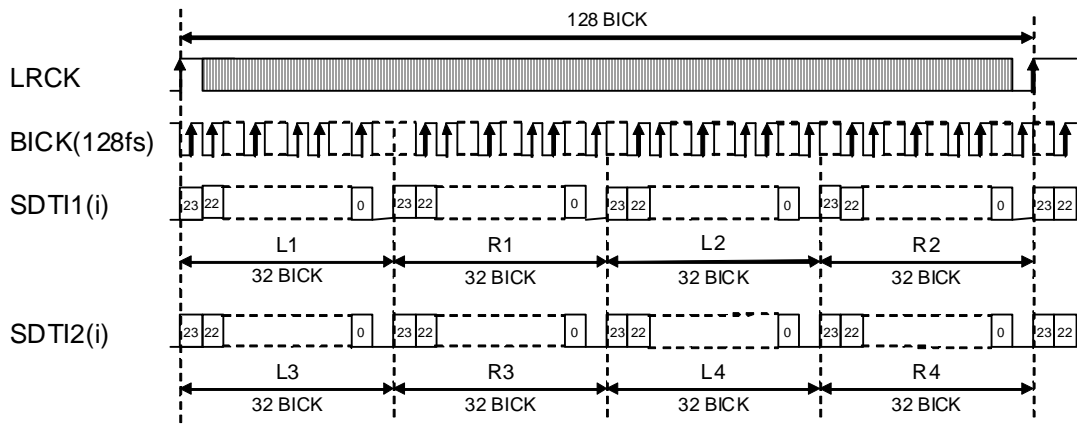 128 BICK
LRCK
BICK(128fs)
SDTI1(i)
23 22 0 23 22 0 23 22 0 23 22 0 23 22
L1 R1 L2 R2
32 BICK 32 BICK 32 BICK 32 BICK
SDTI2(i)
23 22 0 23 22 0 23 22 0 23 22 0 23 22
L3 R3 L4 R4
32 BICK 32 BICK 32 BICK 32 BICK